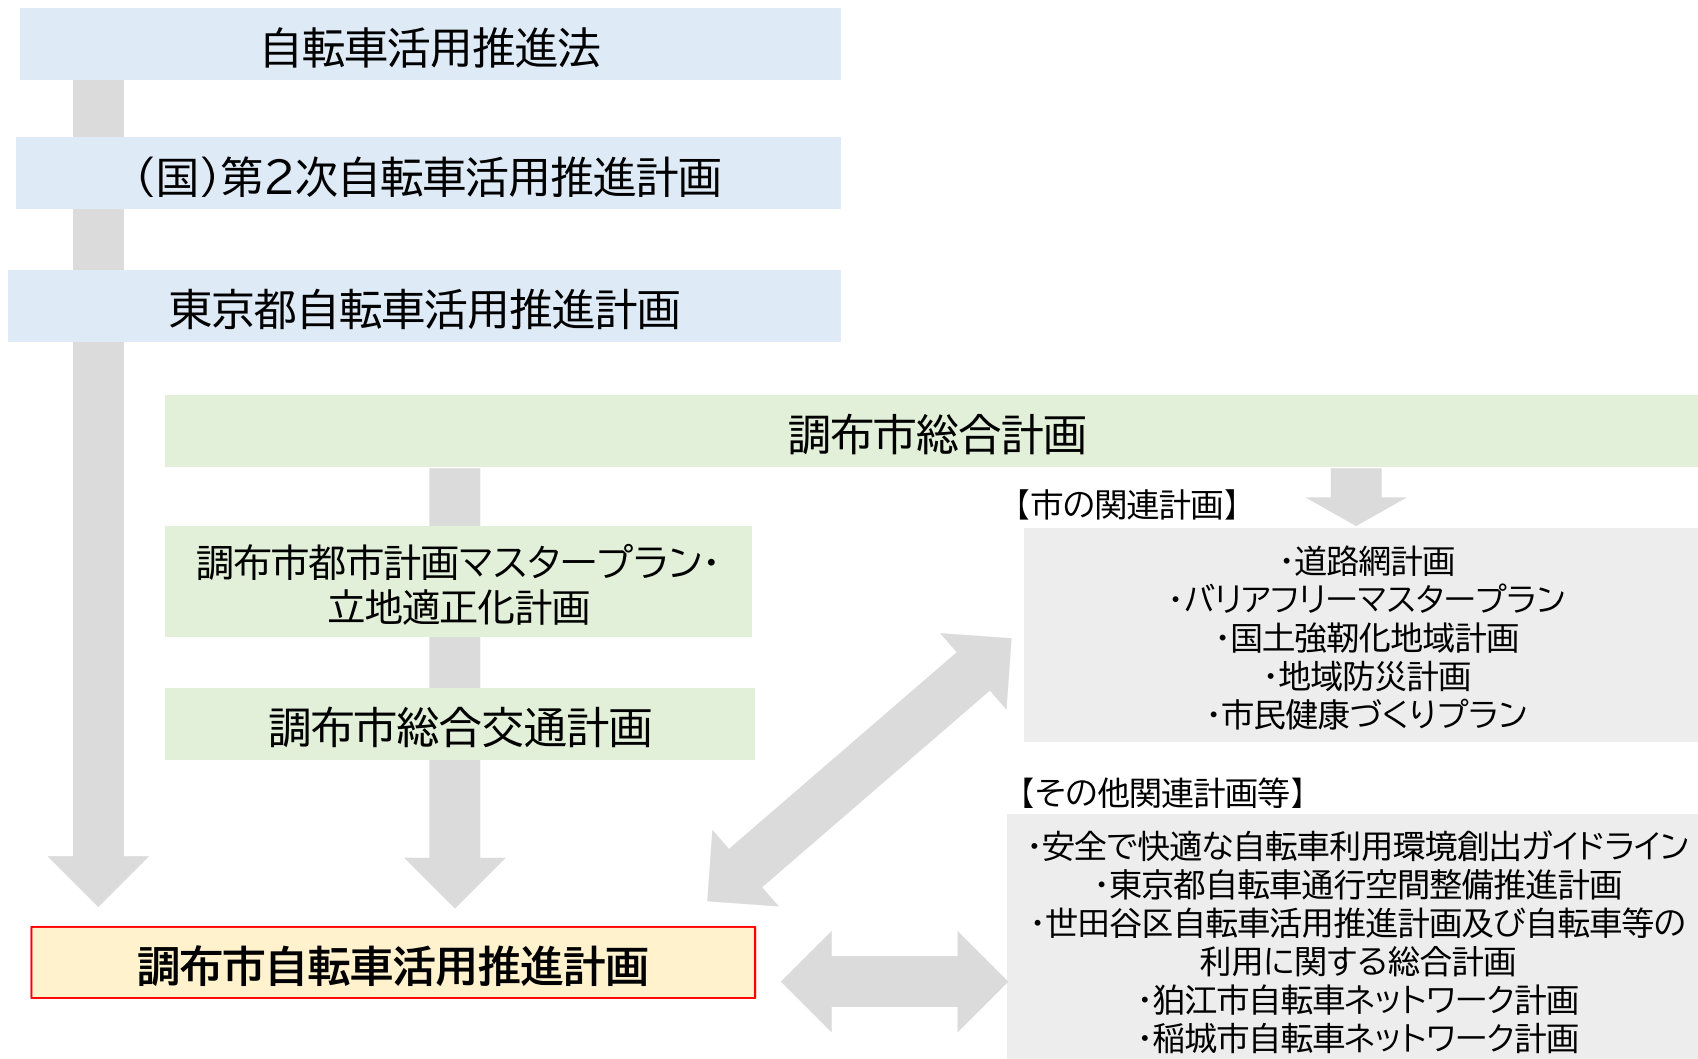 自転車活用推進法
（国）第２次自転車活用推進計画
東京都自転車活用推進計画
調布市総合計画
調布市都市計画マスタープラン・
立地適正化計画
調布市総合交通計画
調布市自転車活用推進計画
【市の関連計画】
・道路網計画
・バリアフリーマスタープラン
・国土強靭化地域計画
・地域防災計画
・市民健康づくりプラン
【その他関連計画等】
・安全で快適な自転車利用環境創出ガイドライン
・東京都自転車通行空間整備推進計画
・世田谷区自転車活用推進計画及び自転車等の
利用に関する総合計画
・狛江市自転車ネットワーク計画
・稲城市自転車ネットワーク計画